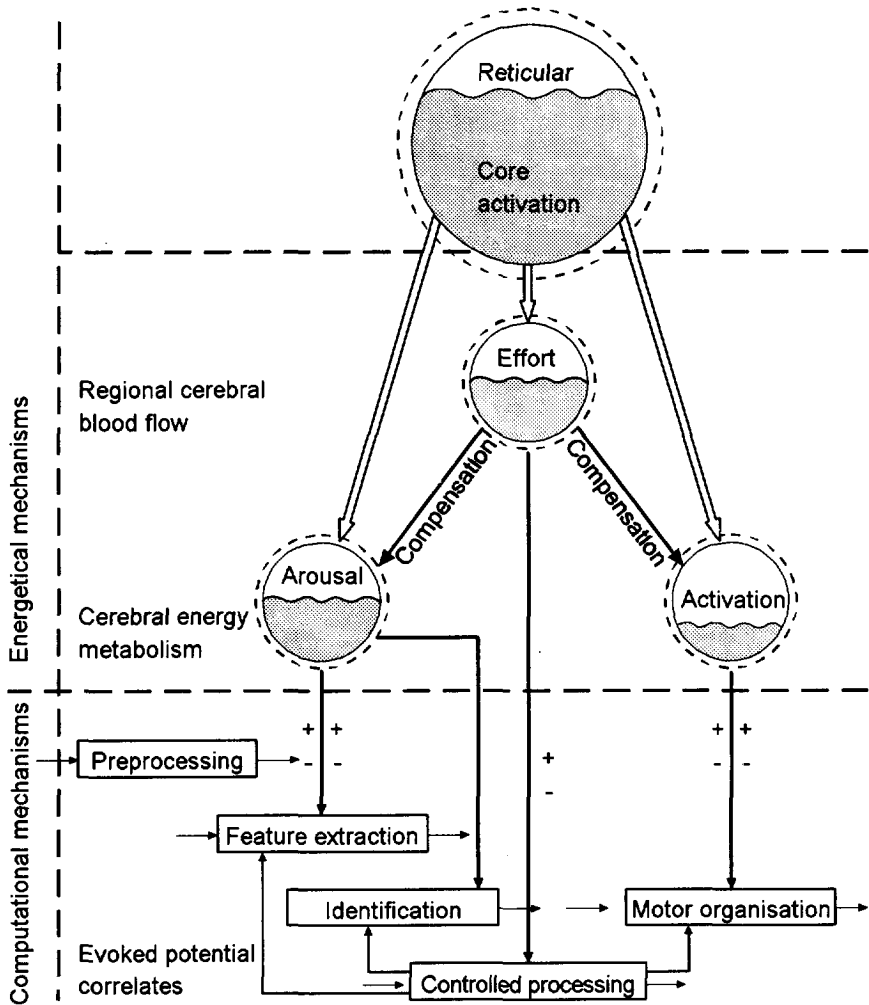 Reticular
Core
activation
Effort
Regional cerebral
blood flow
Compensation
Compensation
Arousal
Activation
Cerebral energy
metabolism
Energetical mechanisms
+ +
- -
+
-
+ +
- -
Preprocessing
Feature extraction
Identification
Motor organisation
Evoked potential
correlates
Controlled processing
Computational mechanisms